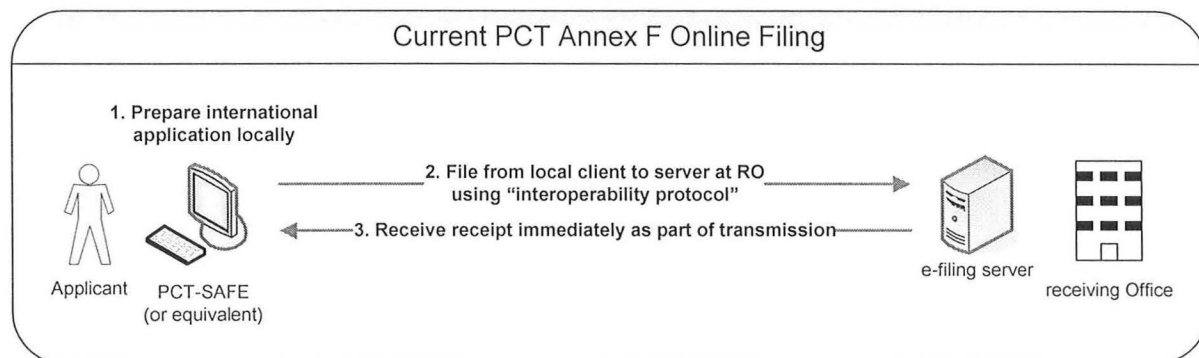 Current PCT Annex F Online Filing
1. Prepare international
application locally
2. File from local client to server at RO
using “interoperability protocol”
3. Receive receipt immediately as part of transmission
Applicant
PCT-SAFE
(or equivalent)
e-filing server
receiving Office